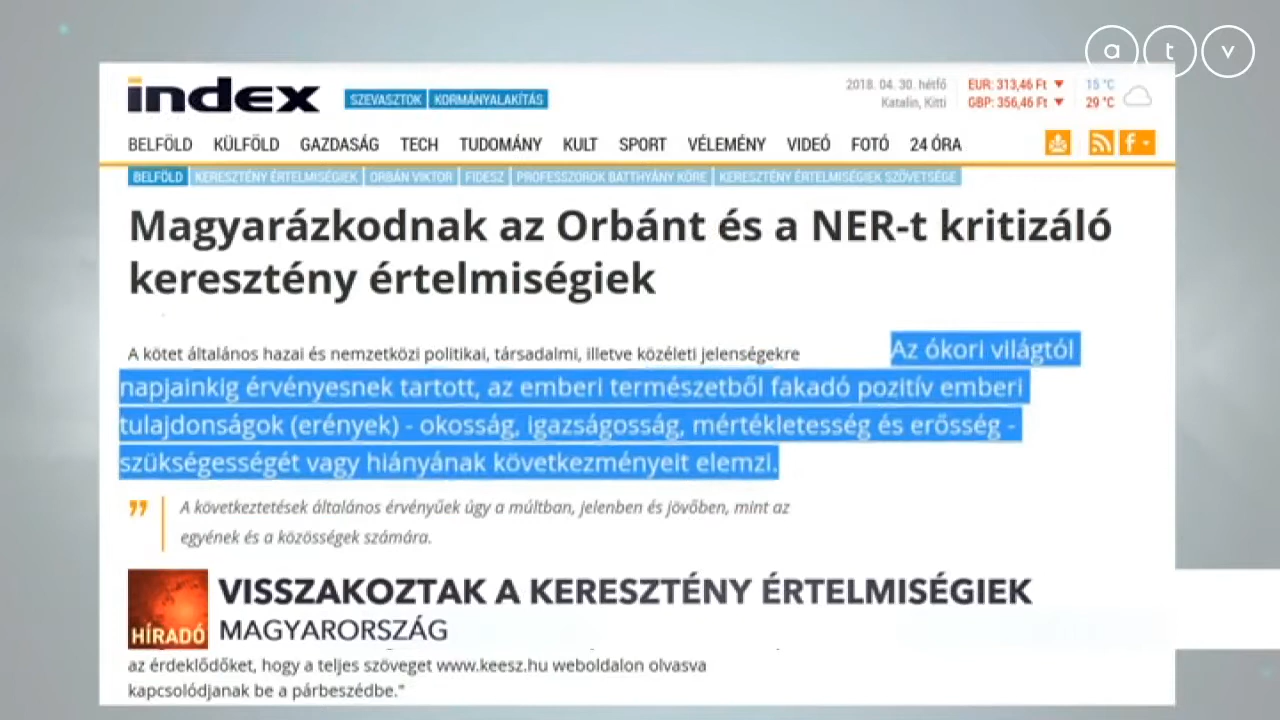 a t v
index
SZEVASZTOK KORMÁNYALAKÍTÁS
2018. 04. 30. hétfő
Katalin, Kitti
EUR: 313,46 Ft ▼
GBP: 356,46 Ft ▼
15 °C
29 °C
BELFÖLD KÜLFÖLD GAZDASÁG TECH TUDOMÁNY KULT SPORT VÉLEMÉNY VIDEÓ FOTÓ 24 ÓRA
BELFÖLD KERESZTÉNY ÉRTELMISÉGIEK ORBÁN VIKTOR FIDESZ PROFESSZOROK BATTHYÁNY KÖRE KERESZTÉNY ÉRTELMISÉGIEK SZÖVETSÉGE
Magyarázkodnak az Orbánt és a NER-t kritizáló
keresztény értelmiségiek
A kötet általános hazai és nemzetközi politikai, társadalmi, illetve közéleti jelenségekre
Az ókori világtól
napjainkig érvényesnek tartott, az emberi természetből fakadó pozitív emberi
tulajdonságok (erények) - okosság, igazságosság, mértékletesség és erősség -
szükségességét vagy hiányának következményeit elemzi.
" A következtetések általános érvényűek úgy a múltban, jelenben és jövőben, mint az
egyének és a közösségek számára.
VISSZAKOZTAK A KERESZTÉNY ÉRTELMISÉGIEK
HÍRADÓ MAGYARORSZÁG
az érdeklődőket, hogy a teljes szöveget www.keesz.hu weboldalon olvasva
kapcsolódjanak be a párbeszédbe."